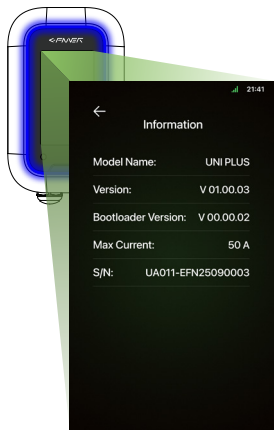 21:41
Information
Model Name: UNI PLUS
Version: V 01.00.03
Bootloader Version: V 00.00.02
Max Current: 50 A
S/N: UA011-EFN25090003